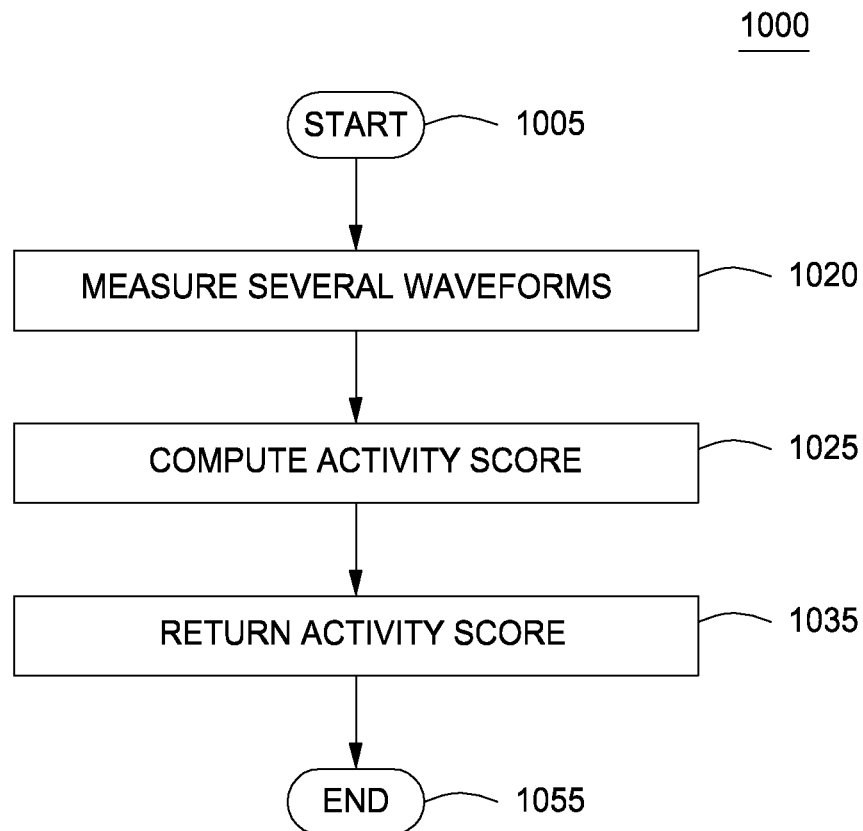 1000
START 1005
MEASURE SEVERAL WAVEFORMS 1020
COMPUTE ACTIVITY SCORE 1025
RETURN ACTIVITY SCORE 1035
END 1055